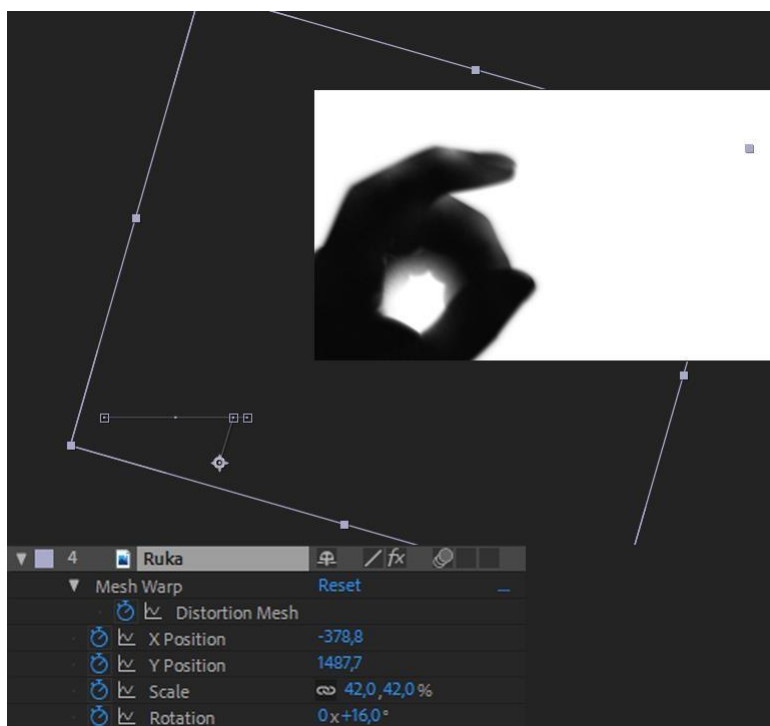 4 Ruka fx
Mesh Warp Reset
Distortion Mesh
X Position -378,8
Y Position 1487,7
Scale 42,0 ,42,0 %
Rotation 0x+16,0°